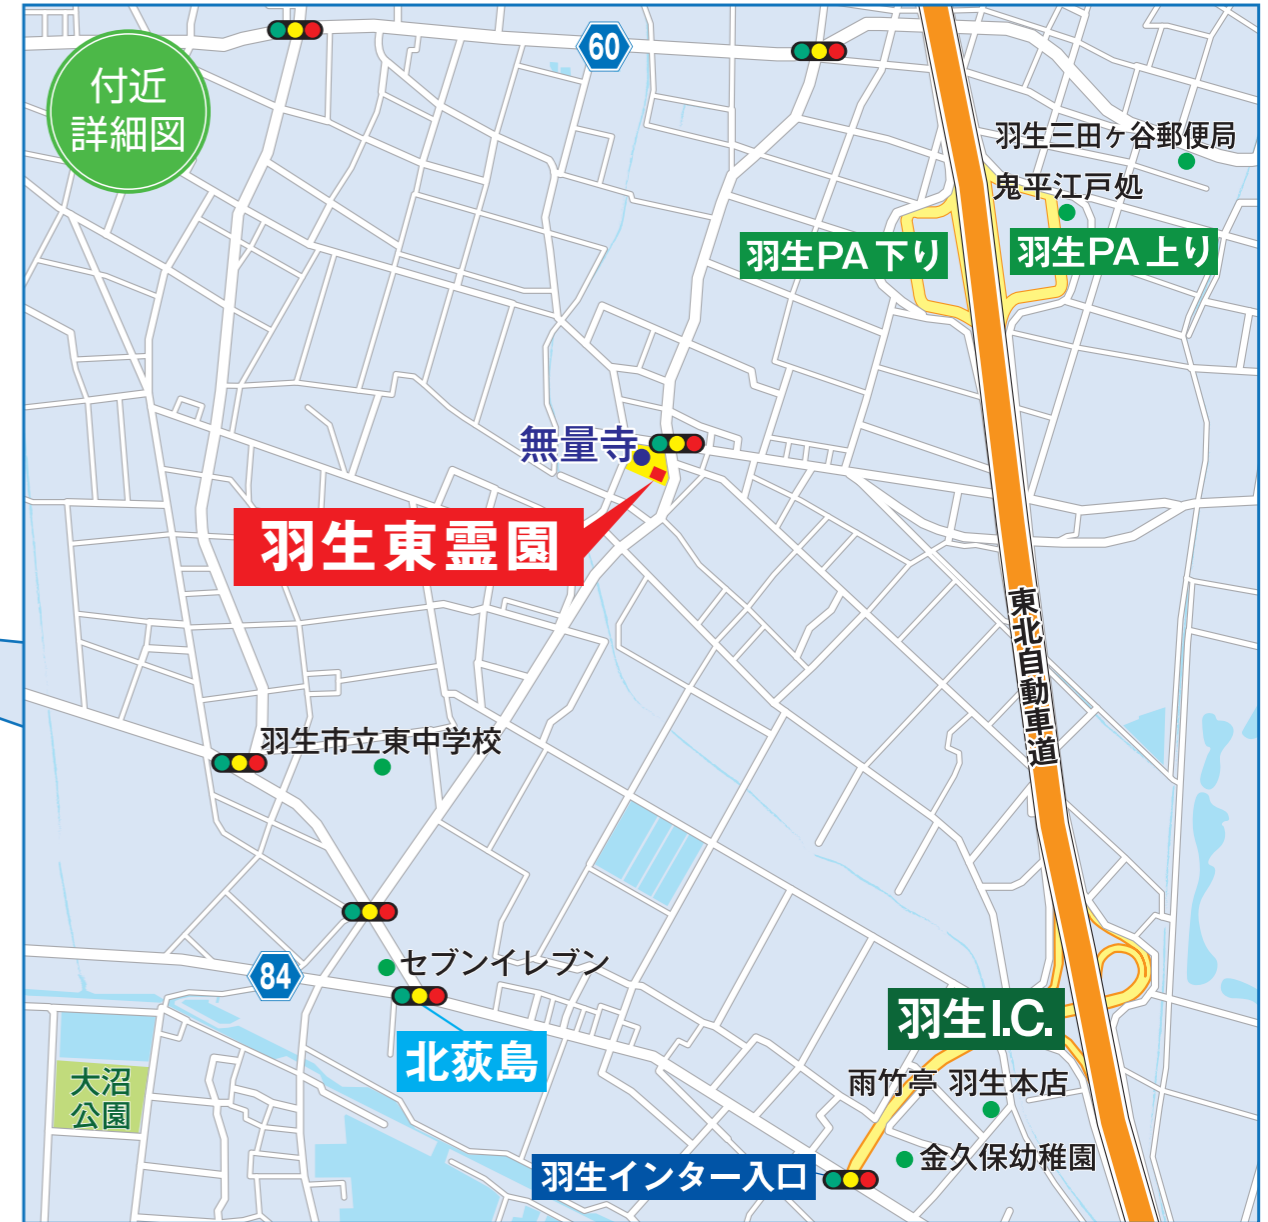 60
付近
詳細図
羽生三田ヶ谷郵便局
鬼平江戸処
羽生PA 下り
羽生PA 上り
無量寺
羽生東霊園
東北自動車道
羽生市立東中学校
セブンイレブン
84
羽生I.C.
北荻島
大沼
公園
雨竹亭 羽生本店
金久保幼稚園
羽生インター入口